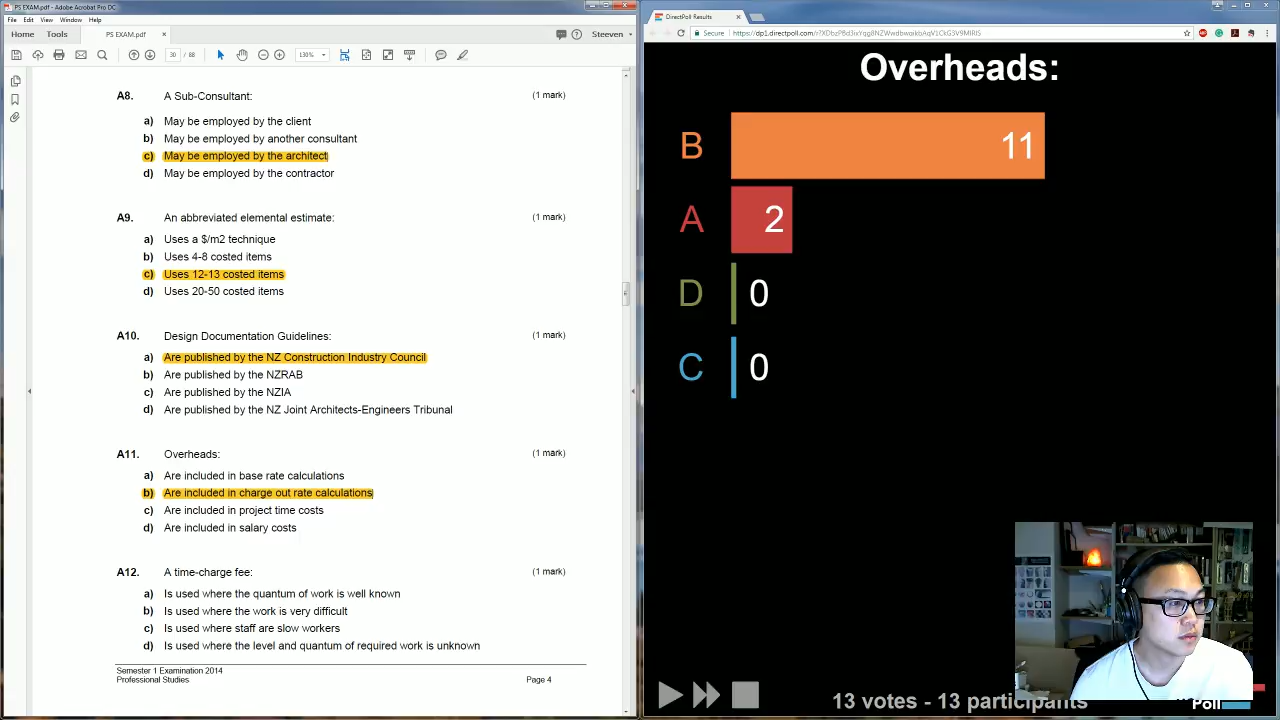 PS EXAM.pdf - Adobe Acrobat Pro DC
File Edit View Window Help
Home Tools PS EXAM.pdf × Steeven
30 / 88 130%
A8. A Sub-Consultant: (1 mark)
a) May be employed by the client
b) May be employed by another consultant
c) May be employed by the architect
d) May be employed by the contractor
A9. An abbreviated elemental estimate: (1 mark)
a) Uses a $/m2 technique
b) Uses 4-8 costed items
c) Uses 12-13 costed items
d) Uses 20-50 costed items
A10. Design Documentation Guidelines: (1 mark)
a) Are published by the NZ Construction Industry Council
b) Are published by the NZRAB
c) Are published by the NZIA
d) Are published by the NZ Joint Architects-Engineers Tribunal
A11. Overheads: (1 mark)
a) Are included in base rate calculations
b) Are included in charge out rate calculations
c) Are included in project time costs
d) Are included in salary costs
A12. A time-charge fee: (1 mark)
a) Is used where the quantum of work is well known
b) Is used where the work is very difficult
c) Is used where staff are slow workers
d) Is used where the level and quantum of required work is unknown
Semester 1 Examination 2014
Professional Studies Page 4
DirectPoll Results
Secure
Overheads:
B 11
A 2
D 0
C 0
13 votes - 13 participants
Poll